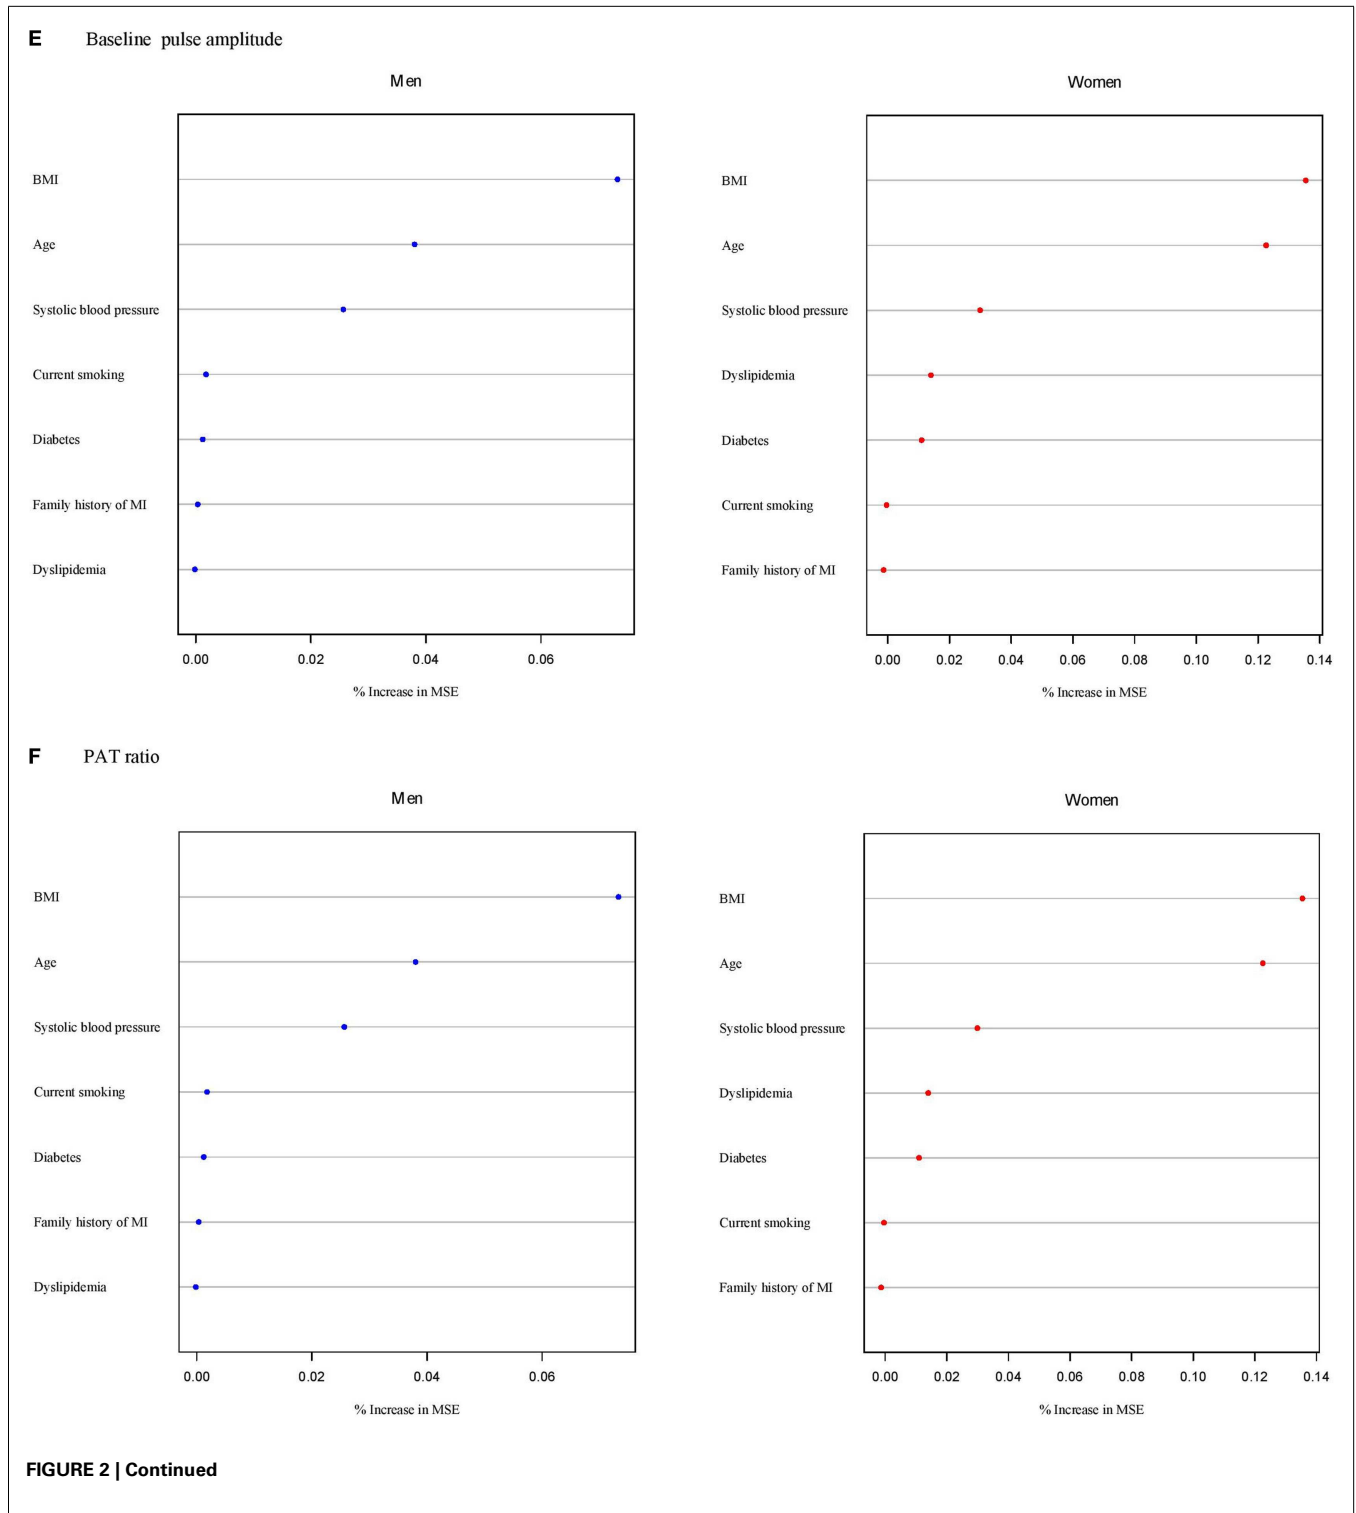 E Baseline pulse amplitude
Men
BMI
Age
Systolic blood pressure
Current smoking
Diabetes
Family history of MI
Dyslipidemia
0.00 0.02 0.04 0.06
% Increase in MSE
Women
BMI
Age
Systolic blood pressure
Dyslipidemia
Diabetes
Current smoking
Family history of MI
0.00 0.02 0.04 0.06 0.08 0.10 0.12 0.14
% Increase in MSE
F PAT ratio
Men
BMI
Age
Systolic blood pressure
Current smoking
Diabetes
Family history of MI
Dyslipidemia
0.00 0.02 0.04 0.06
% Increase in MSE
Women
BMI
Age
Systolic blood pressure
Dyslipidemia
Diabetes
Current smoking
Family history of MI
0.00 0.02 0.04 0.06 0.08 0.10 0.12 0.14
% Increase in MSE
FIGURE 2 | Continued